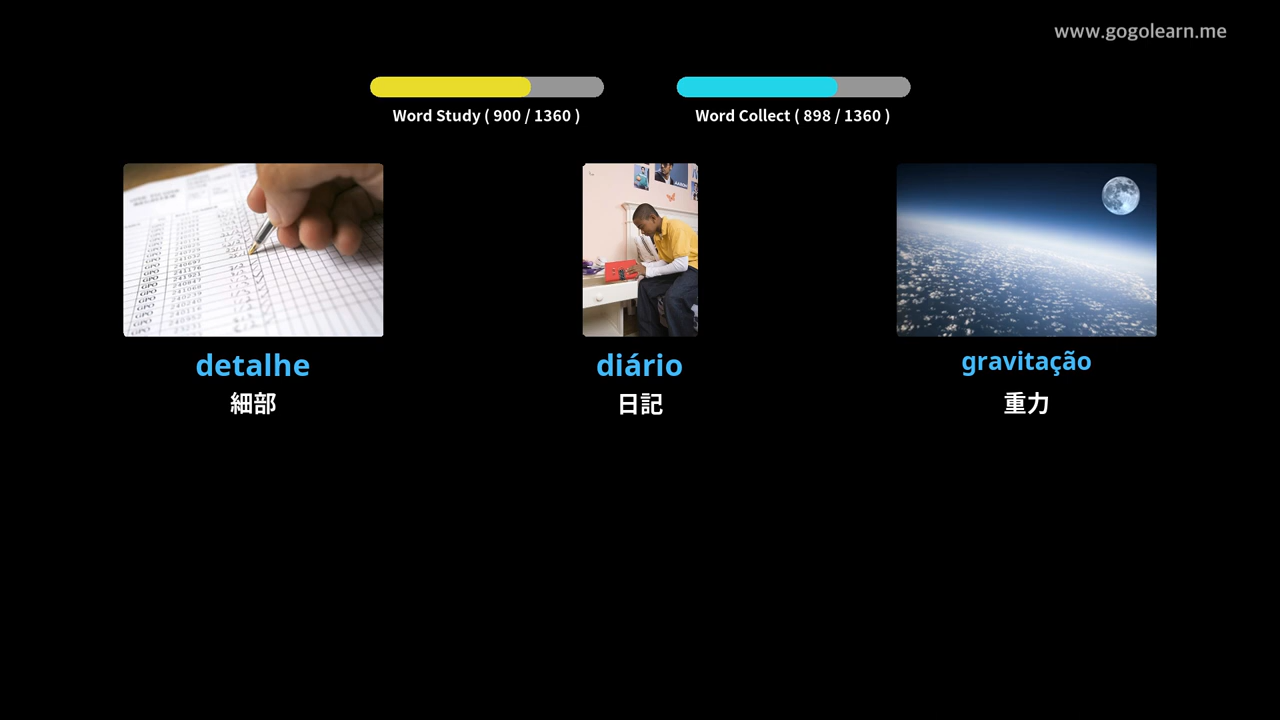 www.gogolearn.me
Word Study ( 900 / 1360 )
Word Collect ( 898 / 1360 )
detalhe
diário
gravitação
細部
日記
重力